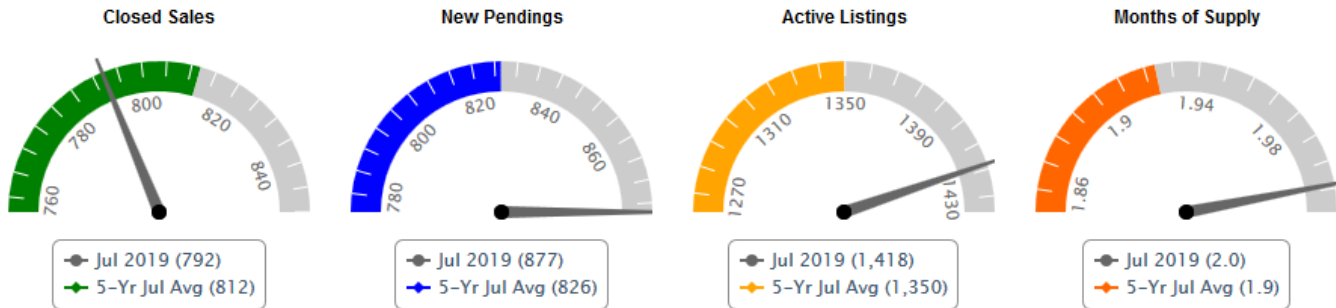 Closed Sales
760
780
800
820
840
Jul 2019 (792)
5-Yr Jul Avg (812)
New Pendings
780
800
820
840
860
Jul 2019 (877)
5-Yr Jul Avg (826)
Active Listings
1270
1310
1350
1390
1430
Jul 2019 (1,418)
5-Yr Jul Avg (1,350)
Months of Supply
1.86
1.9
1.94
1.98
Jul 2019 (2.0)
5-Yr Jul Avg (1.9)